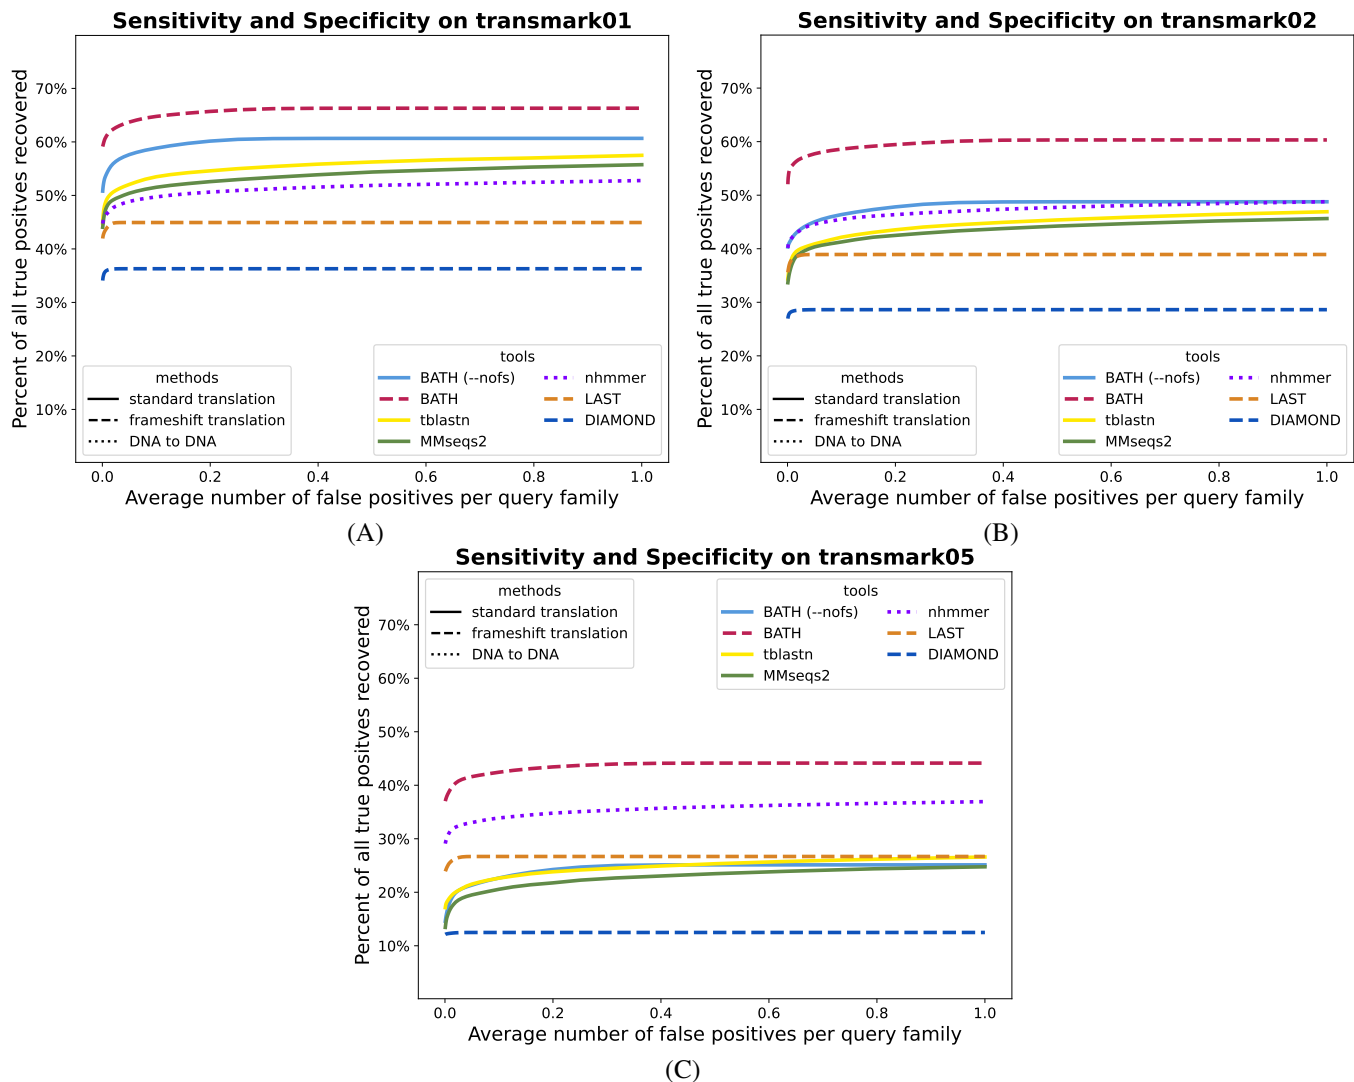 Sensitivity and Specificity on transmark01
Percent of all true positves recovered
70%
60%
50%
40%
30%
20%
10%
methods
standard translation
frameshift translation
DNA to DNA
tools
BATH (--nofs)
BATH
tblastn
MMseqs2
nhmmer
LAST
DIAMOND
0.0 0.2 0.4 0.6 0.8 1.0
Average number of false positives per query family
(A)
Sensitivity and Specificity on transmark02
Percent of all true positves recovered
70%
60%
50%
40%
30%
20%
10%
methods
standard translation
frameshift translation
DNA to DNA
tools
BATH (--nofs)
BATH
tblastn
MMseqs2
nhmmer
LAST
DIAMOND
0.0 0.2 0.4 0.6 0.8 1.0
Average number of false positives per query family
(B)
Sensitivity and Specificity on transmark05
Percent of all true positves recovered
methods
standard translation
frameshift translation
DNA to DNA
tools
BATH (--nofs)
BATH
tblastn
MMseqs2
nhmmer
LAST
DIAMOND
70%
60%
50%
40%
30%
20%
10%
0.0 0.2 0.4 0.6 0.8 1.0
Average number of false positives per query family
(C)